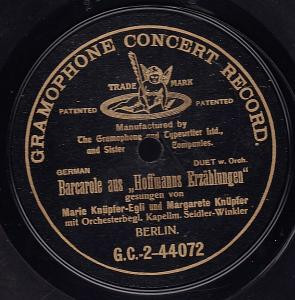 GRAMOPHONE CONCERT RECORD.
TRADE MARK
PATENTED PATENTED
Manufactured by
The Gramophone and Typewriter Ltd.,
and Sister Companies.
GERMAN DUET w. Orch.
Barcarole aus „Hoffmanns Erzählungen"
gesungen von
Marie Knüpfer-Egli und Margarete Knüpfer
mit Orchesterbegl. Kapellm. Seidler-Winkler
BERLIN.
G.C.-2-44072